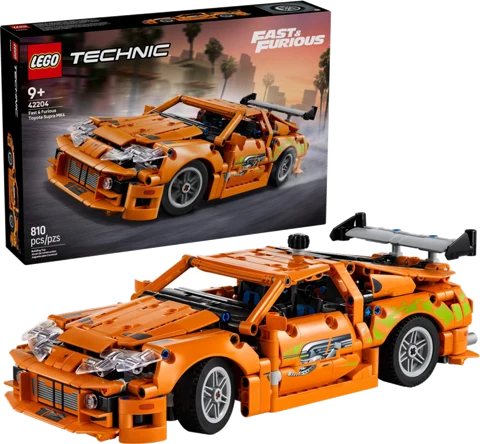 LEGO
TECHNIC
FAST &
FURIOUS
9+
42204
Fast & Furious
Toyota Supra MK4
810
pcs/pzs